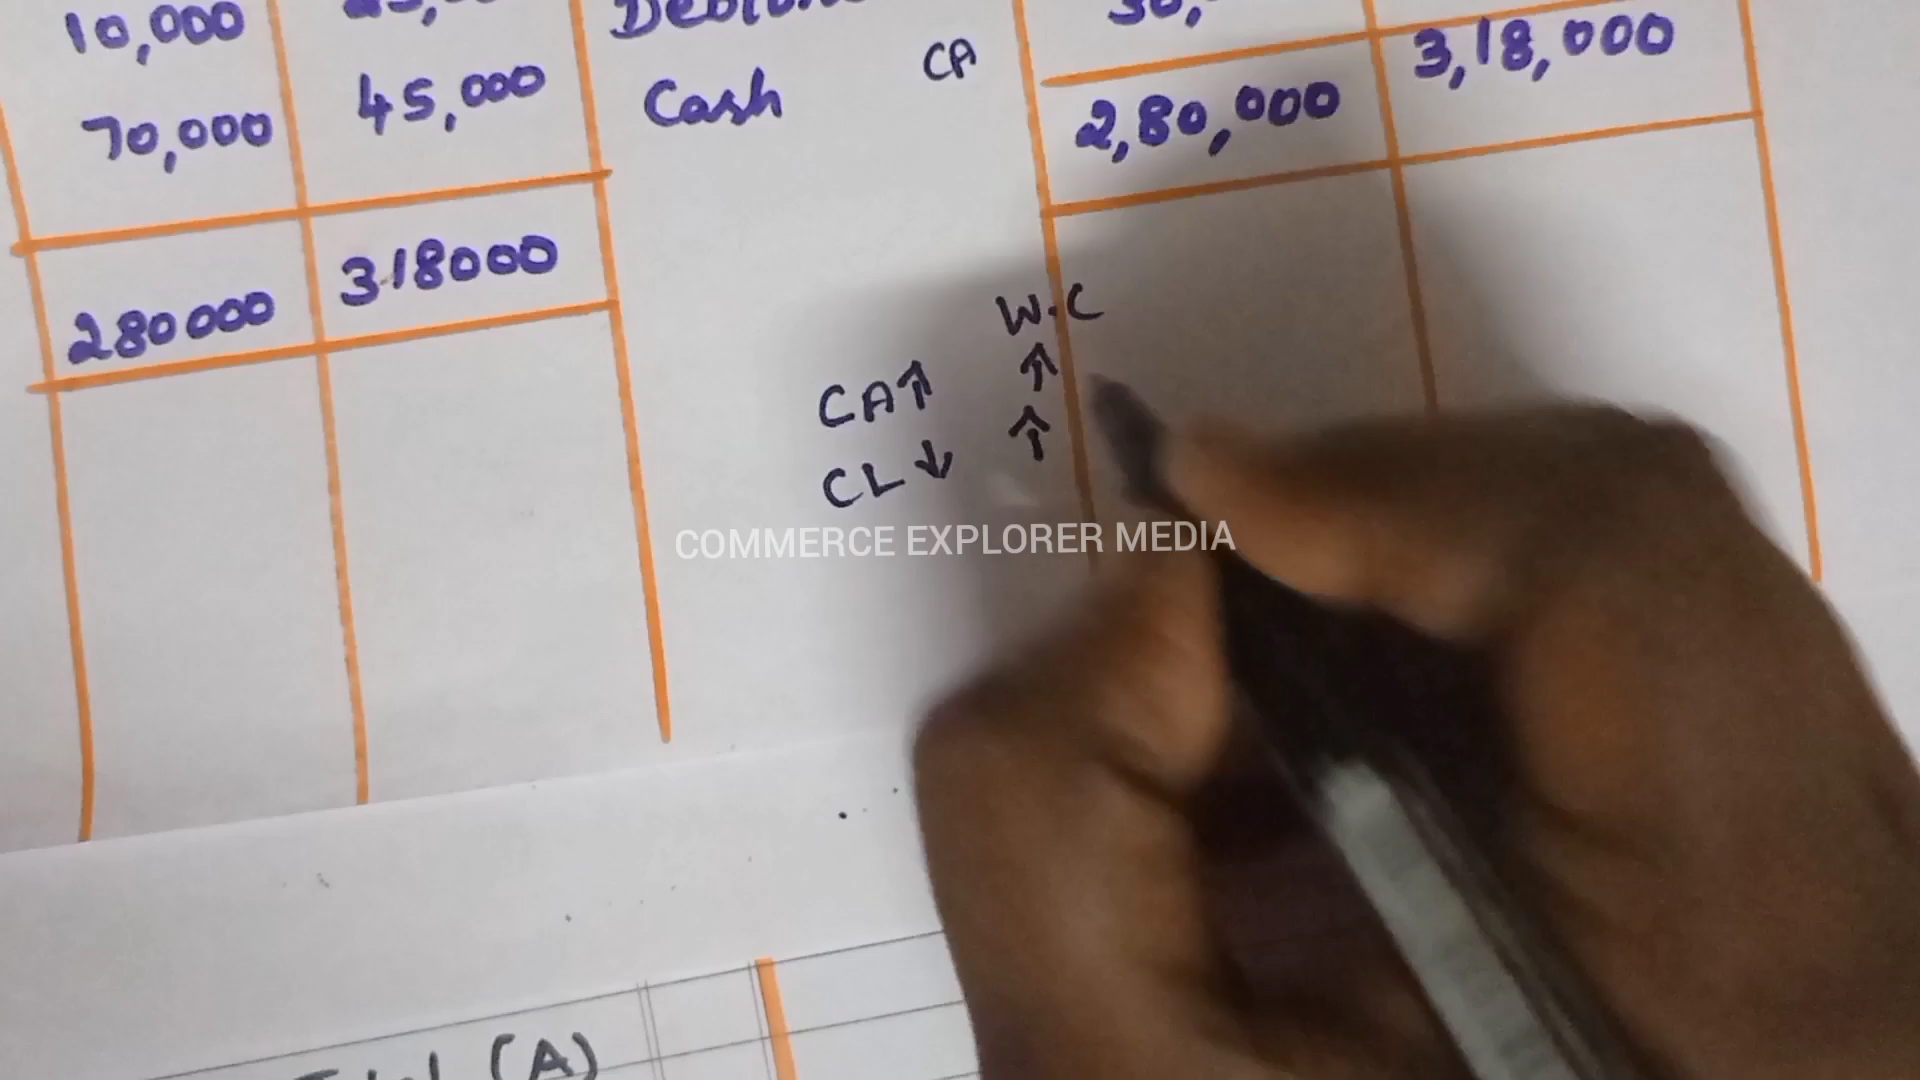 10,000
CA
3,18,000
70,000 45,000 Cash 2,80,000
280000 318000
W.C
CA↑ ↑
CL↓ ↑
COMMERCE EXPLORER MEDIA
(A)